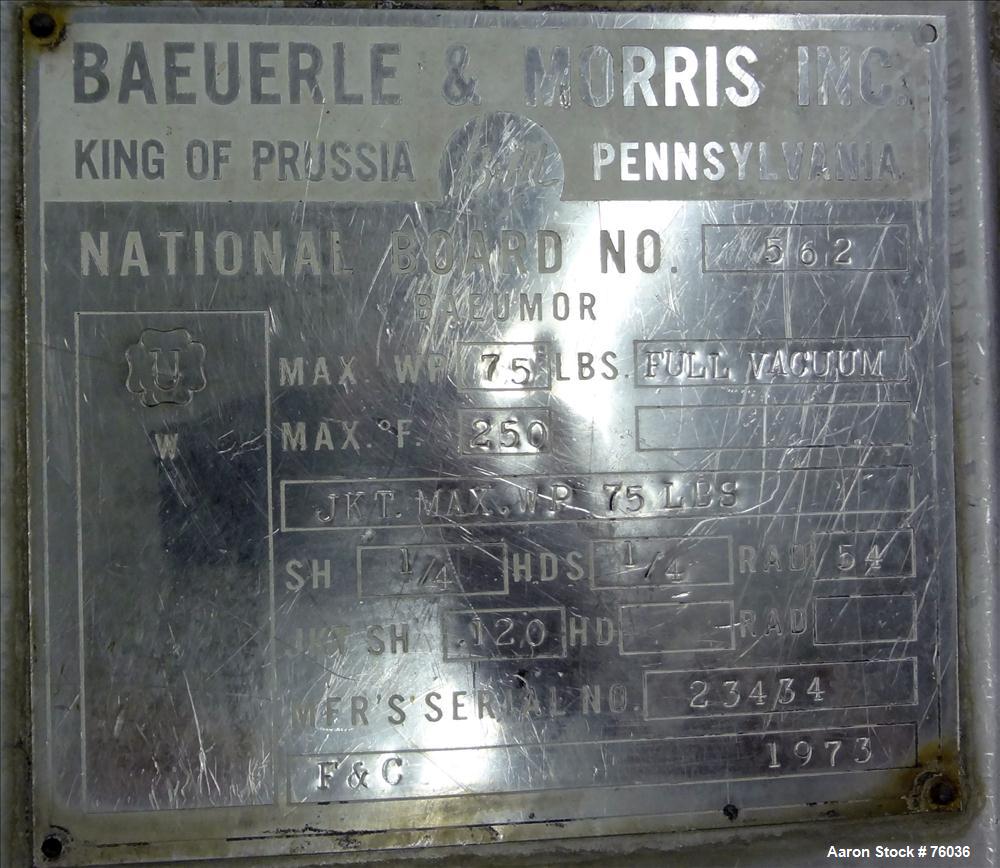 BAEUERLE & MORRIS INC.
KING OF PRUSSIA B&M PENNSYLVANIA
NATIONAL BOARD NO. 562
BAEUMOR
U
W
MAX. WP 75 LBS. FULL VACUUM
MAX. °F. 250
JKT. MAX. WP 75 LBS
SH 1/4 HDS 1/4 RAD 54
JKT SH .120 HD RAD
MFR'S SERIAL NO. 23434
F&C 1973
Aaron Stock # 76036